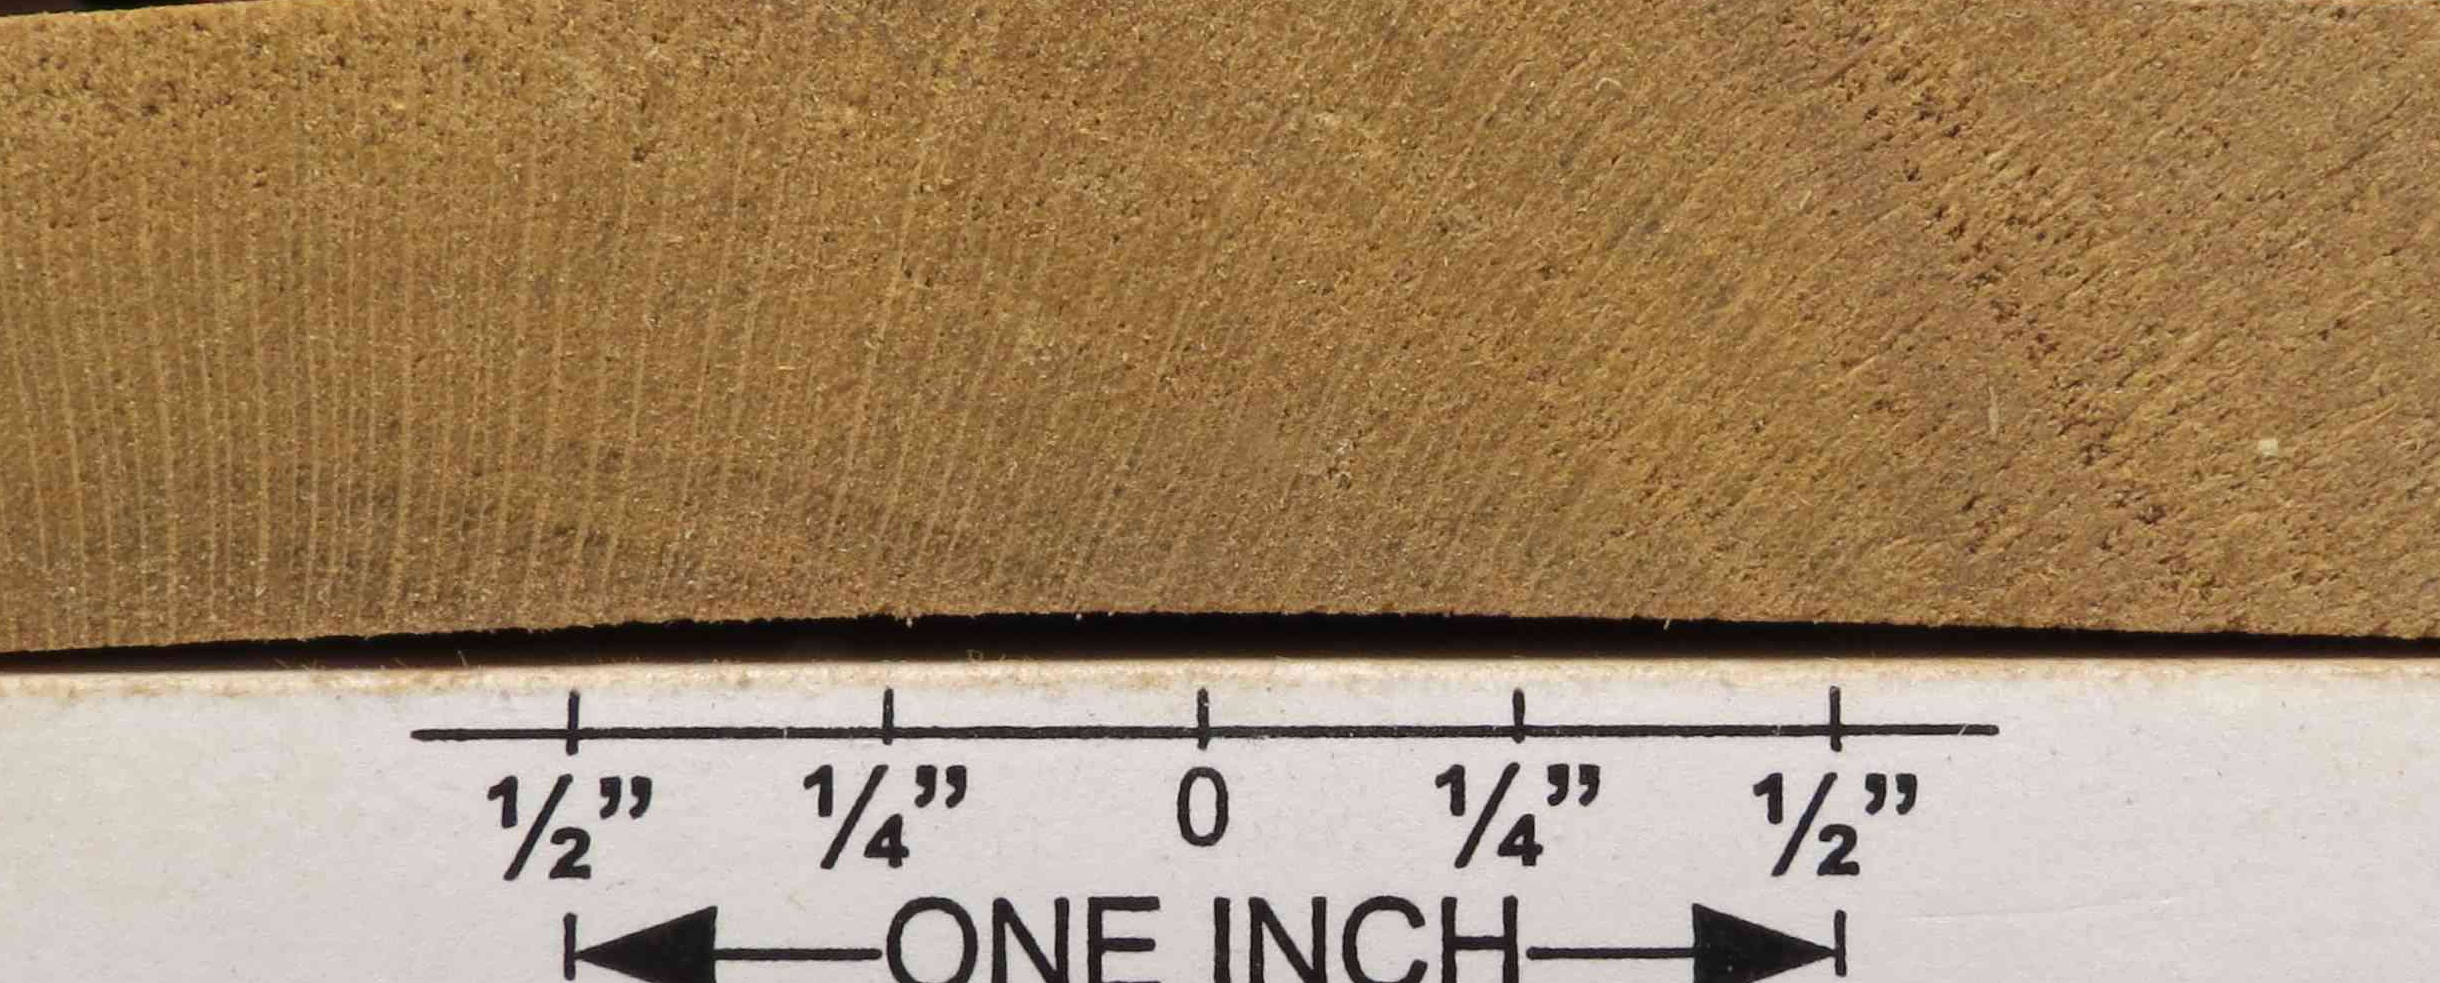 ½” ¼” 0 ¼” ½”
ONE INCH